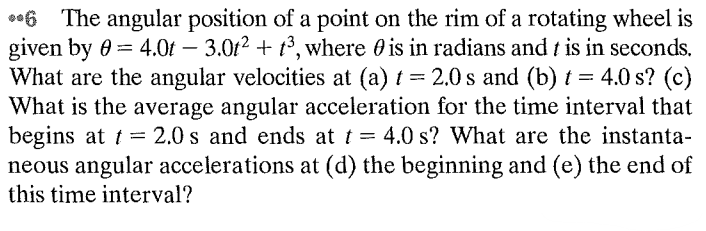 ••6 The angular position of a point on the rim of a rotating wheel is
given by θ = 4.0t − 3.0t² + t³, where θ is in radians and t is in seconds.
What are the angular velocities at (a) t = 2.0 s and (b) t = 4.0 s? (c)
What is the average angular acceleration for the time interval that
begins at t = 2.0 s and ends at t = 4.0 s? What are the instanta-
neous angular accelerations at (d) the beginning and (e) the end of
this time interval?